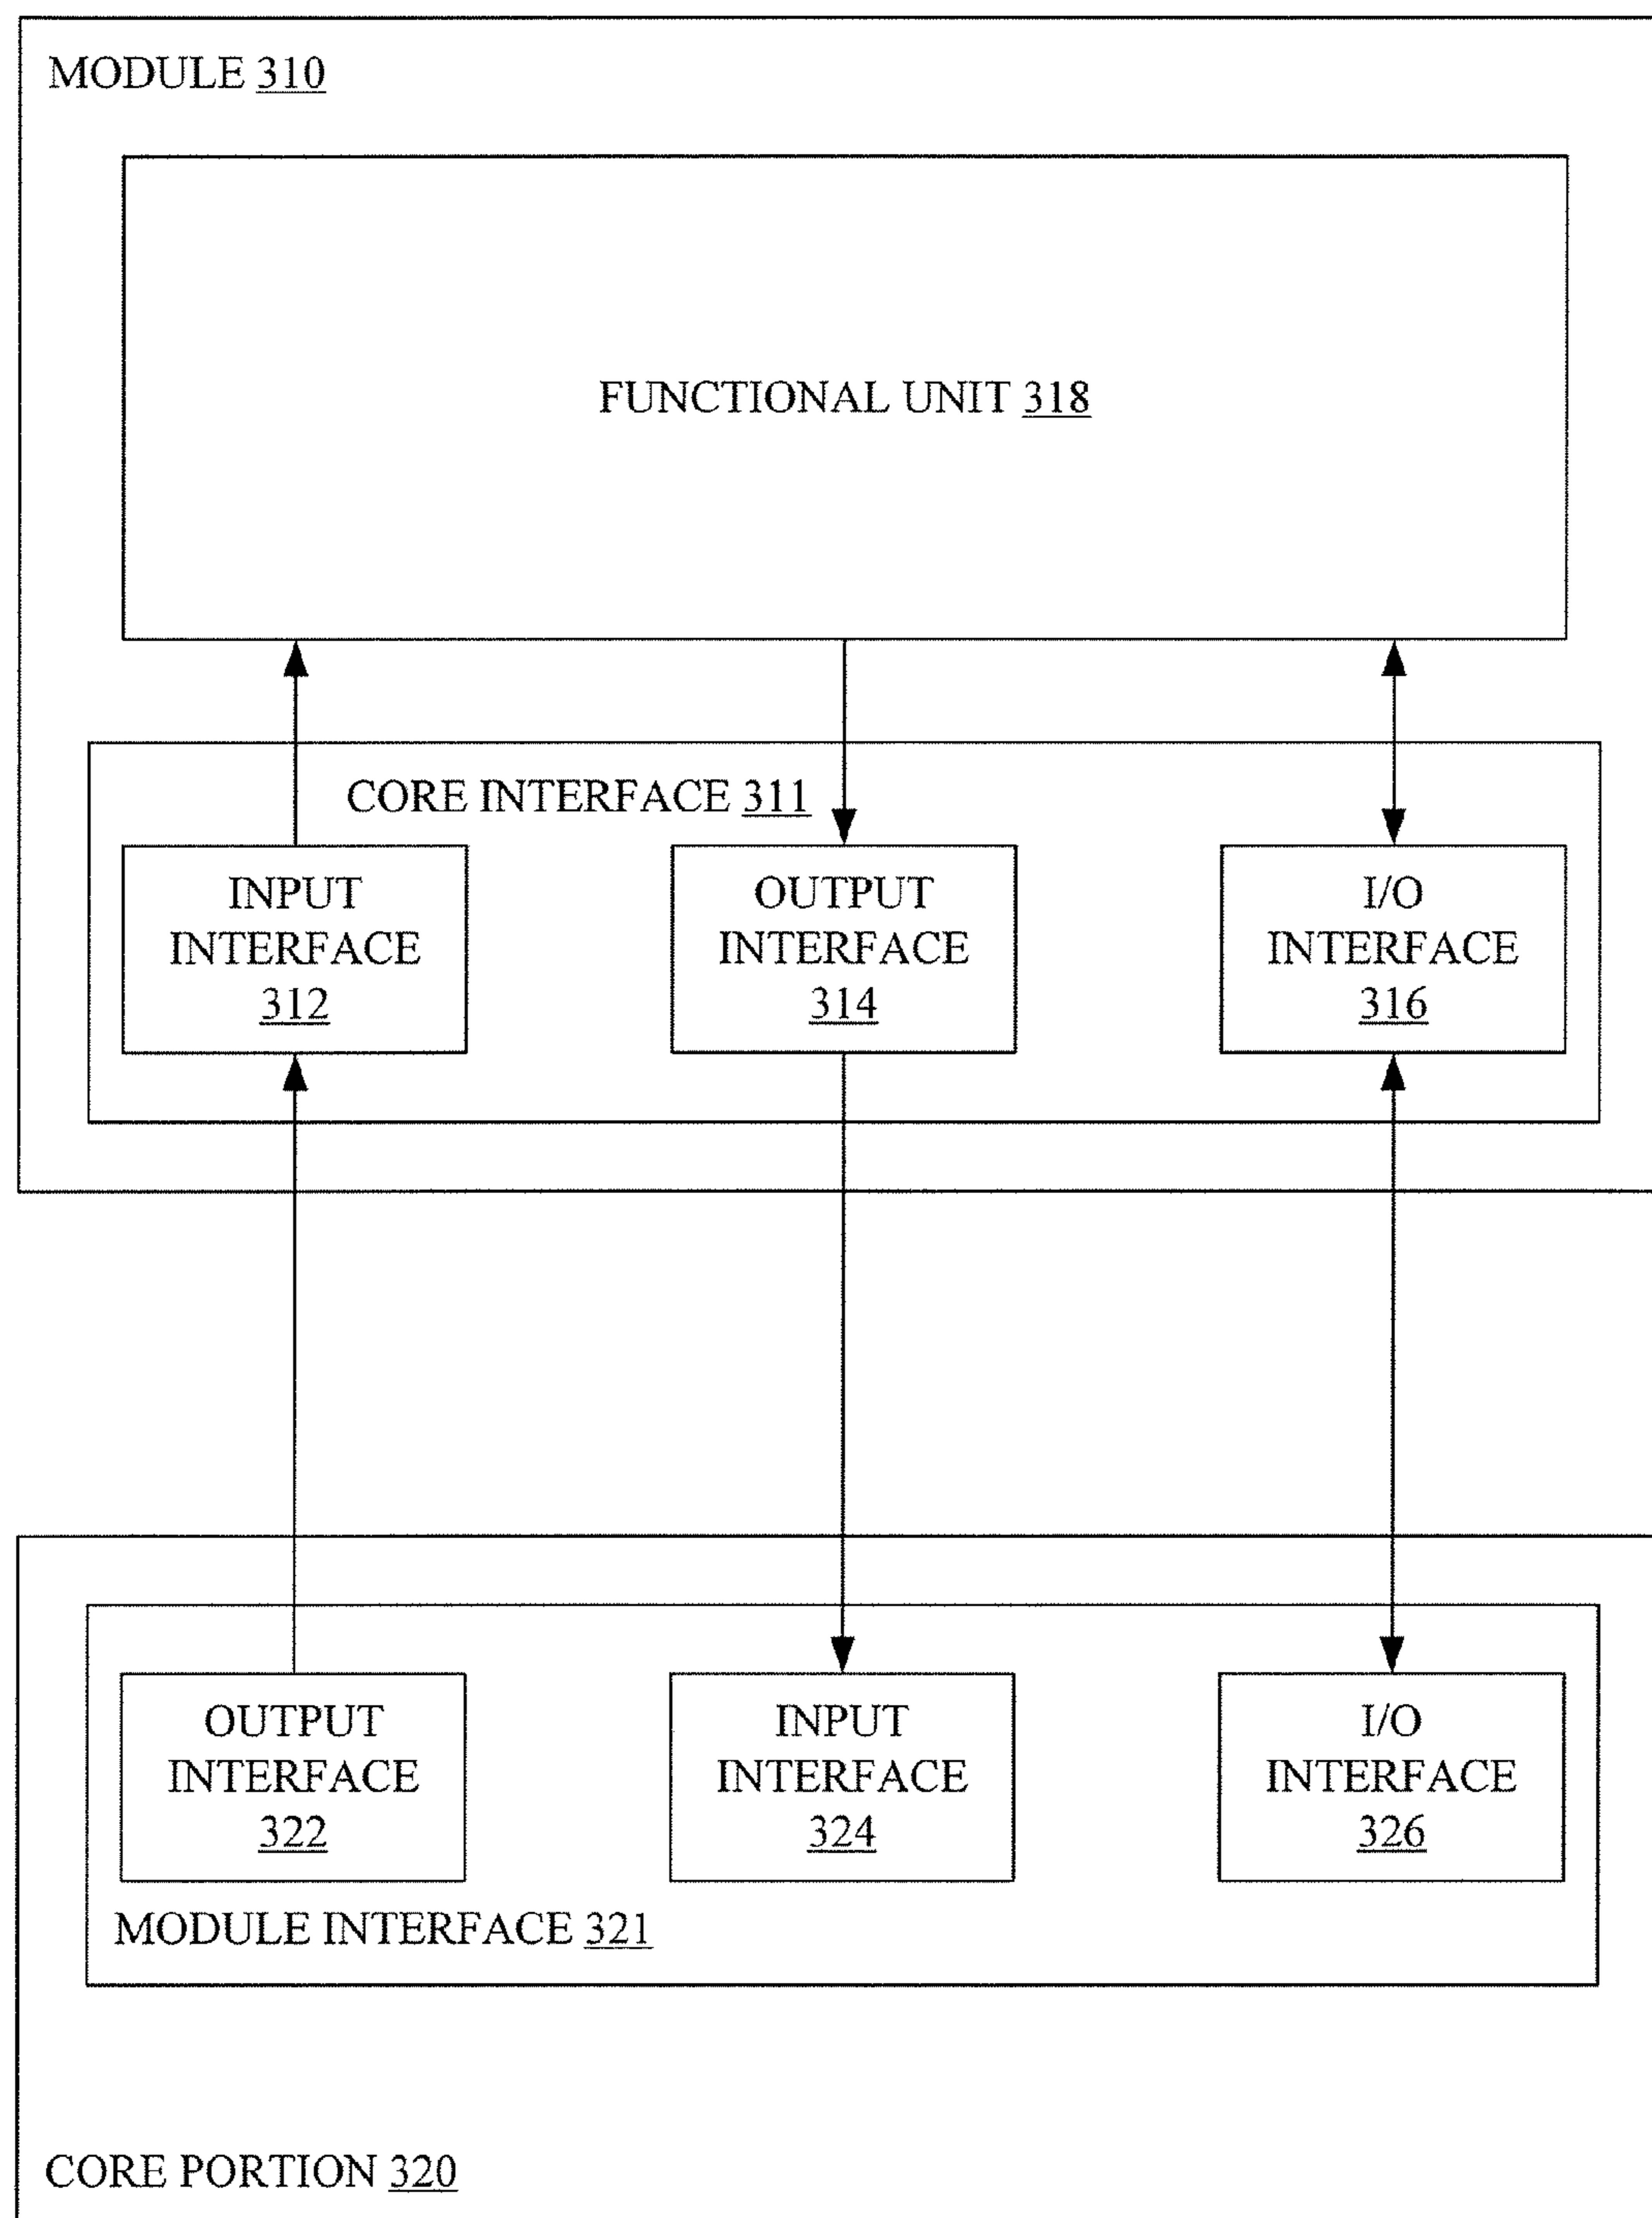 MODULE 310
FUNCTIONAL UNIT 318
CORE INTERFACE 311
INPUT
INTERFACE
312
OUTPUT
INTERFACE
314
I/O
INTERFACE
316
OUTPUT
INTERFACE
322
INPUT
INTERFACE
324
I/O
INTERFACE
326
MODULE INTERFACE 321
CORE PORTION 320